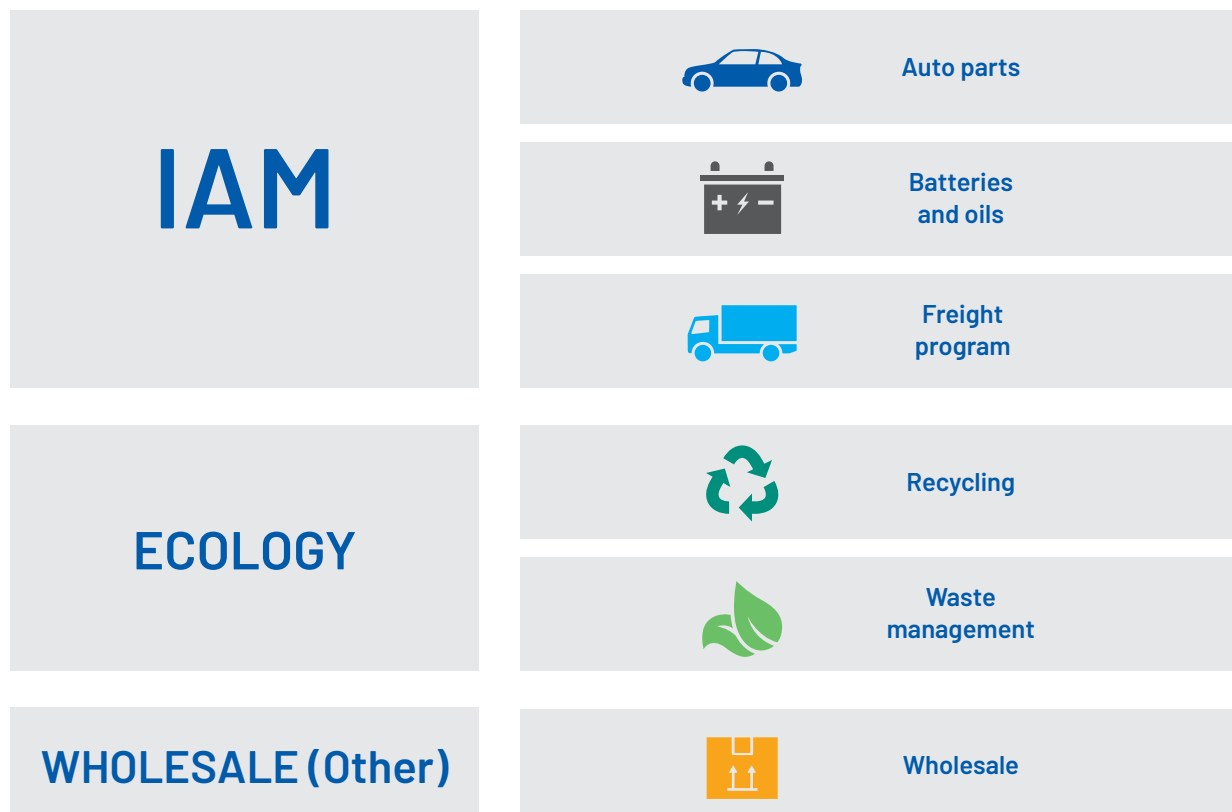 IAM
Auto parts
Batteries
and oils
Freight
program
ECOLOGY
Recycling
Waste
management
WHOLESALE (Other)
Wholesale